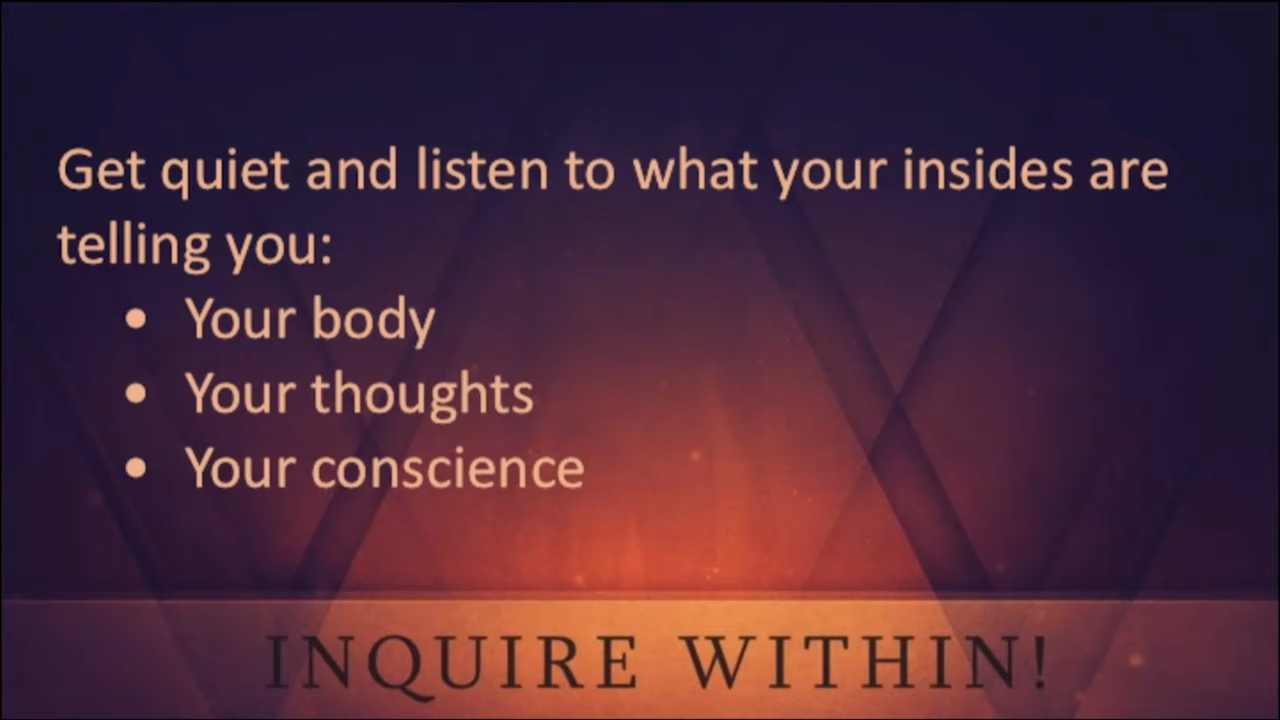 Get quiet and listen to what your insides are
telling you:
• Your body
• Your thoughts
• Your conscience
INQUIRE WITHIN!